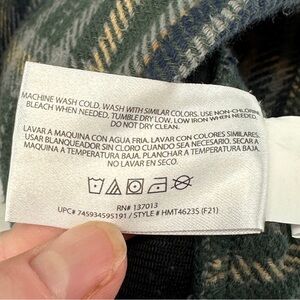 MACHINE WASH COLD, WASH WITH SIMILAR COLORS. USE NON-CHLORINE
BLEACH WHEN NEEDED. TUMBLE DRY LOW. LOW IRON WHEN NEEDED.
DO NOT DRY CLEAN.
LAVAR A MAQUINA CON AGUA FRIA. LAVAR CON COLORES SIMILARES.
USAR BLANQUEADOR SIN CLORO CUANDO SEA NECESARIO. SECAR A
MAQUINA A TEMPERATURA BAJA. PLANCHAR A TEMPERATURA BAJA.
NO LAVAR EN SECO.
RN# 137013
UPC# 745934595191 / STYLE # HMT46235 (F21)